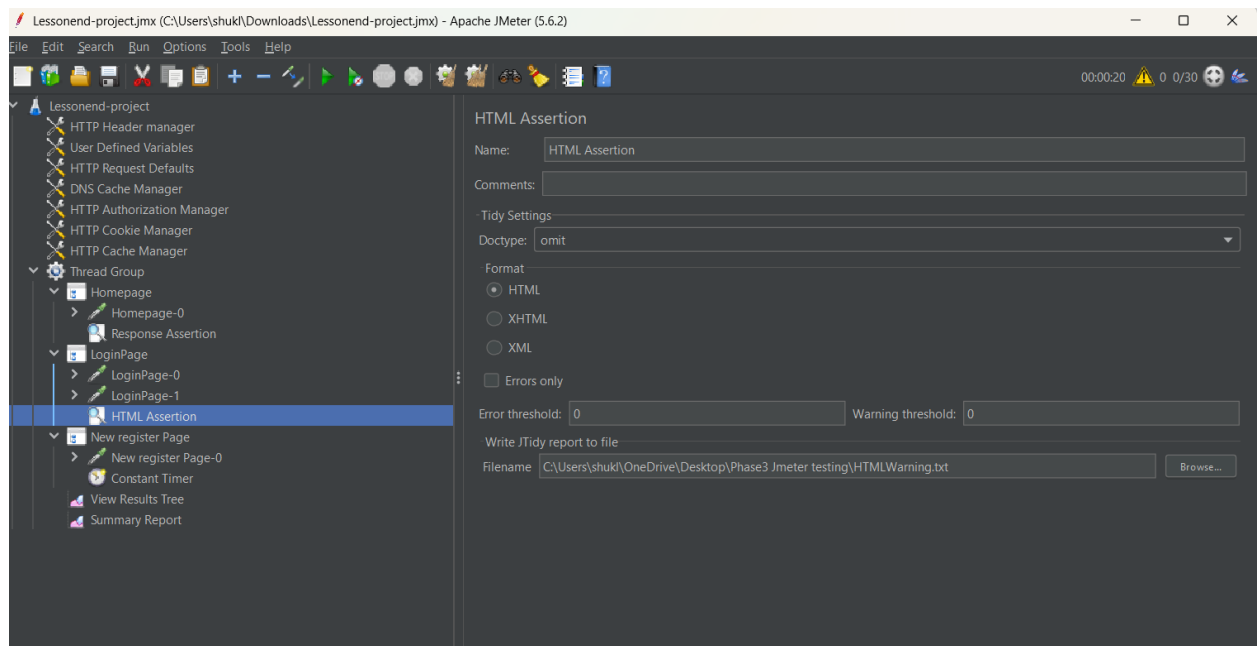 Lessonend-project.jmx (C:\Users\shukl\Downloads\Lessonend-project.jmx) - Apache JMeter (5.6.2)
File Edit Search Run Options Tools Help
00:00:20 0 0/30
Lessonend-project
HTTP Header manager
User Defined Variables
HTTP Request Defaults
DNS Cache Manager
HTTP Authorization Manager
HTTP Cookie Manager
HTTP Cache Manager
Thread Group
Homepage
Homepage-0
Response Assertion
LoginPage
LoginPage-0
LoginPage-1
HTML Assertion
New register Page
New register Page-0
Constant Timer
View Results Tree
Summary Report
HTML Assertion
Name: HTML Assertion
Comments:
Tidy Settings
Doctype: omit
Format
HTML
XHTML
XML
Errors only
Error threshold: 0 Warning threshold: 0
Write JTidy report to file
Filename C:\Users\shukl\OneDrive\Desktop\Phase3 Jmeter testing\HTMLWarning.txt Browse...